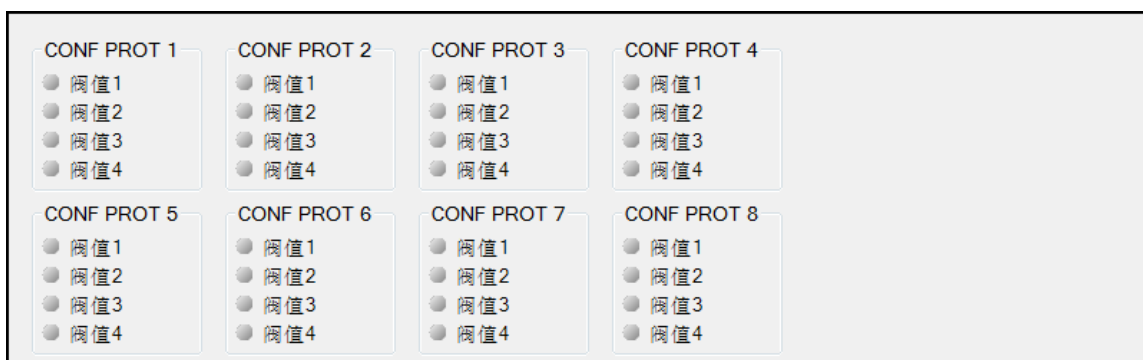 CONF PROT 1
阀值1
阀值2
阀值3
阀值4
CONF PROT 2
阀值1
阀值2
阀值3
阀值4
CONF PROT 3
阀值1
阀值2
阀值3
阀值4
CONF PROT 4
阀值1
阀值2
阀值3
阀值4
CONF PROT 5
阀值1
阀值2
阀值3
阀值4
CONF PROT 6
阀值1
阀值2
阀值3
阀值4
CONF PROT 7
阀值1
阀值2
阀值3
阀值4
CONF PROT 8
阀值1
阀值2
阀值3
阀值4